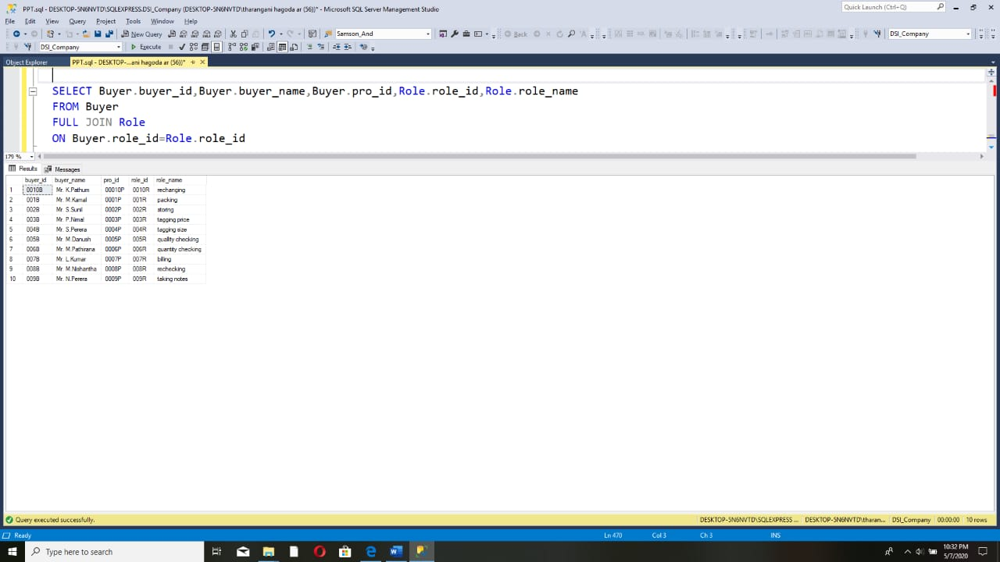 PPT.sql - DESKTOP-5N6NVTD\SQLEXPRESS.DSI_Company (DESKTOP-5N6NVTD\tharangani hagoda ar (56))* - Microsoft SQL Server Management Studio
Quick Launch (Ctrl+Q)
File Edit View Query Project Tools Window Help
New Query Samson_And Back DSI_Company
DSI_Company Execute
Object Explorer PPT.sql - DESKTOP-...ani hagoda ar (56))*
SELECT Buyer.buyer_id,Buyer.buyer_name,Buyer.pro_id,Role.role_id,Role.role_name
FROM Buyer
FULL JOIN Role
ON Buyer.role_id=Role.role_id
179 %
Results Messages
buyer_id buyer_name pro_id role_id role_name
1 0010B Mr. K.Pathum 00010P 0010R rechanging
2 001B Mr. M.Kamal 0001P 001R packing
3 002B Mr. S.Sunil 0002P 002R storing
4 003B Mr. P.Nimal 0003P 003R tagging price
5 004B Mr. S.Perera 0004P 004R tagging size
6 005B Mr. M.Danush 0005P 005R quallity checking
7 006B Mr. M.Pathirana 0006P 006R quantity checking
8 007B Mr. L.Kumar 0007P 007R billing
9 008B Mr. M.Nishantha 0008P 008R rechecking
10 009B Mr. N.Perera 0009P 009R taking notes
Query executed successfully. DESKTOP-5N6NVTD\SQLEXPRESS ... DESKTOP-5N6NVTD\tharan... DSI_Company 00:00:00 10 rows
Ready Ln 470 Col 3 Ch 3 INS
Type here to search
10:32 PM
5/7/2020